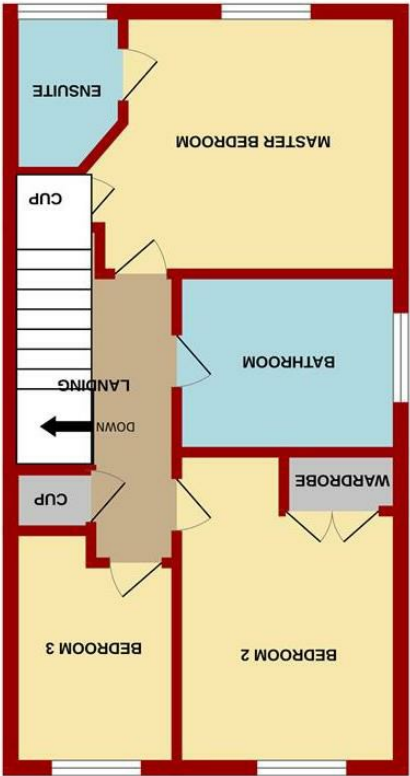 BEDROOM 2
BEDROOM 3
WARDROBE
CUP
DOWN
LANDING
BATHROOM
CUP
MASTER BEDROOM
ENSUITE